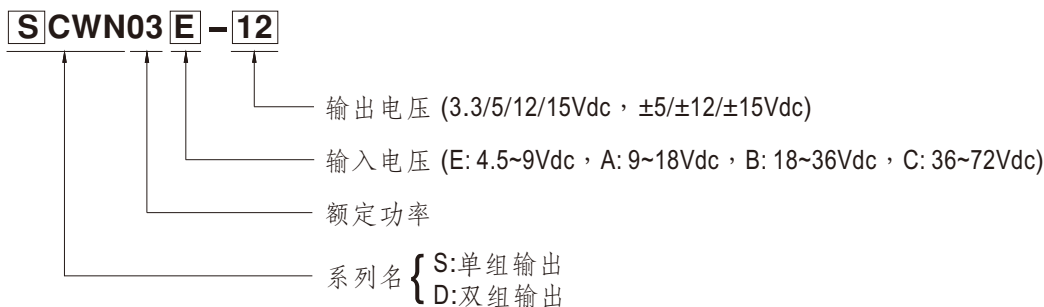 SCWN03E-12
输出电压 (3.3/5/12/15Vdc，±5/±12/±15Vdc)
输入电压 (E: 4.5~9Vdc，A: 9~18Vdc，B: 18~36Vdc，C: 36~72Vdc)
额定功率
系列名{S:单组输出
D:双组输出